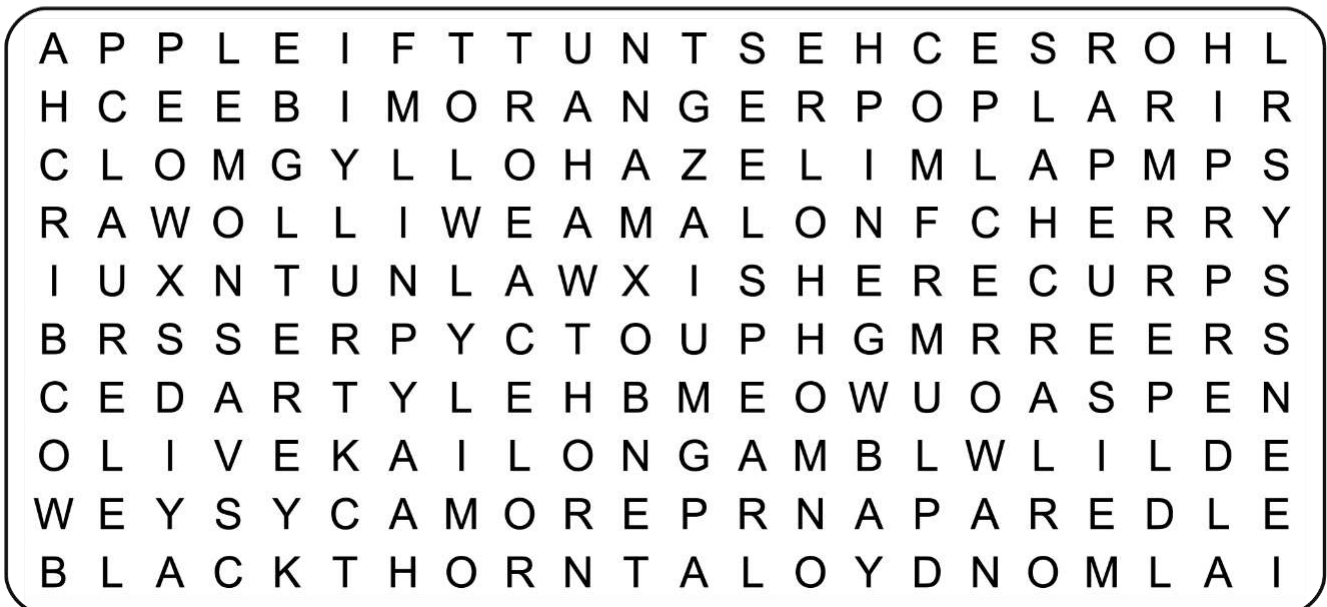 A P P L E I F T T U N T S E H C E S R O H L
H C E E B I M O R A N G E R P O P L A R I R
C L O M G Y L L O H A Z E L I M L A P M P S
R A W O L L I W E A M A L O N F C H E R R Y
I U X N T U N L A W X I S H E R E C U R P S
B R S S E R P Y C T O U P H G M R R E E R S
C E D A R T Y L E H B M E O W U O A S P E N
O L I V E K A I L O N G A M B L W L I L D E
W E Y S Y C A M O R E P R N A P A R E D L E
B L A C K T H O R N T A L O Y D N O M L A I